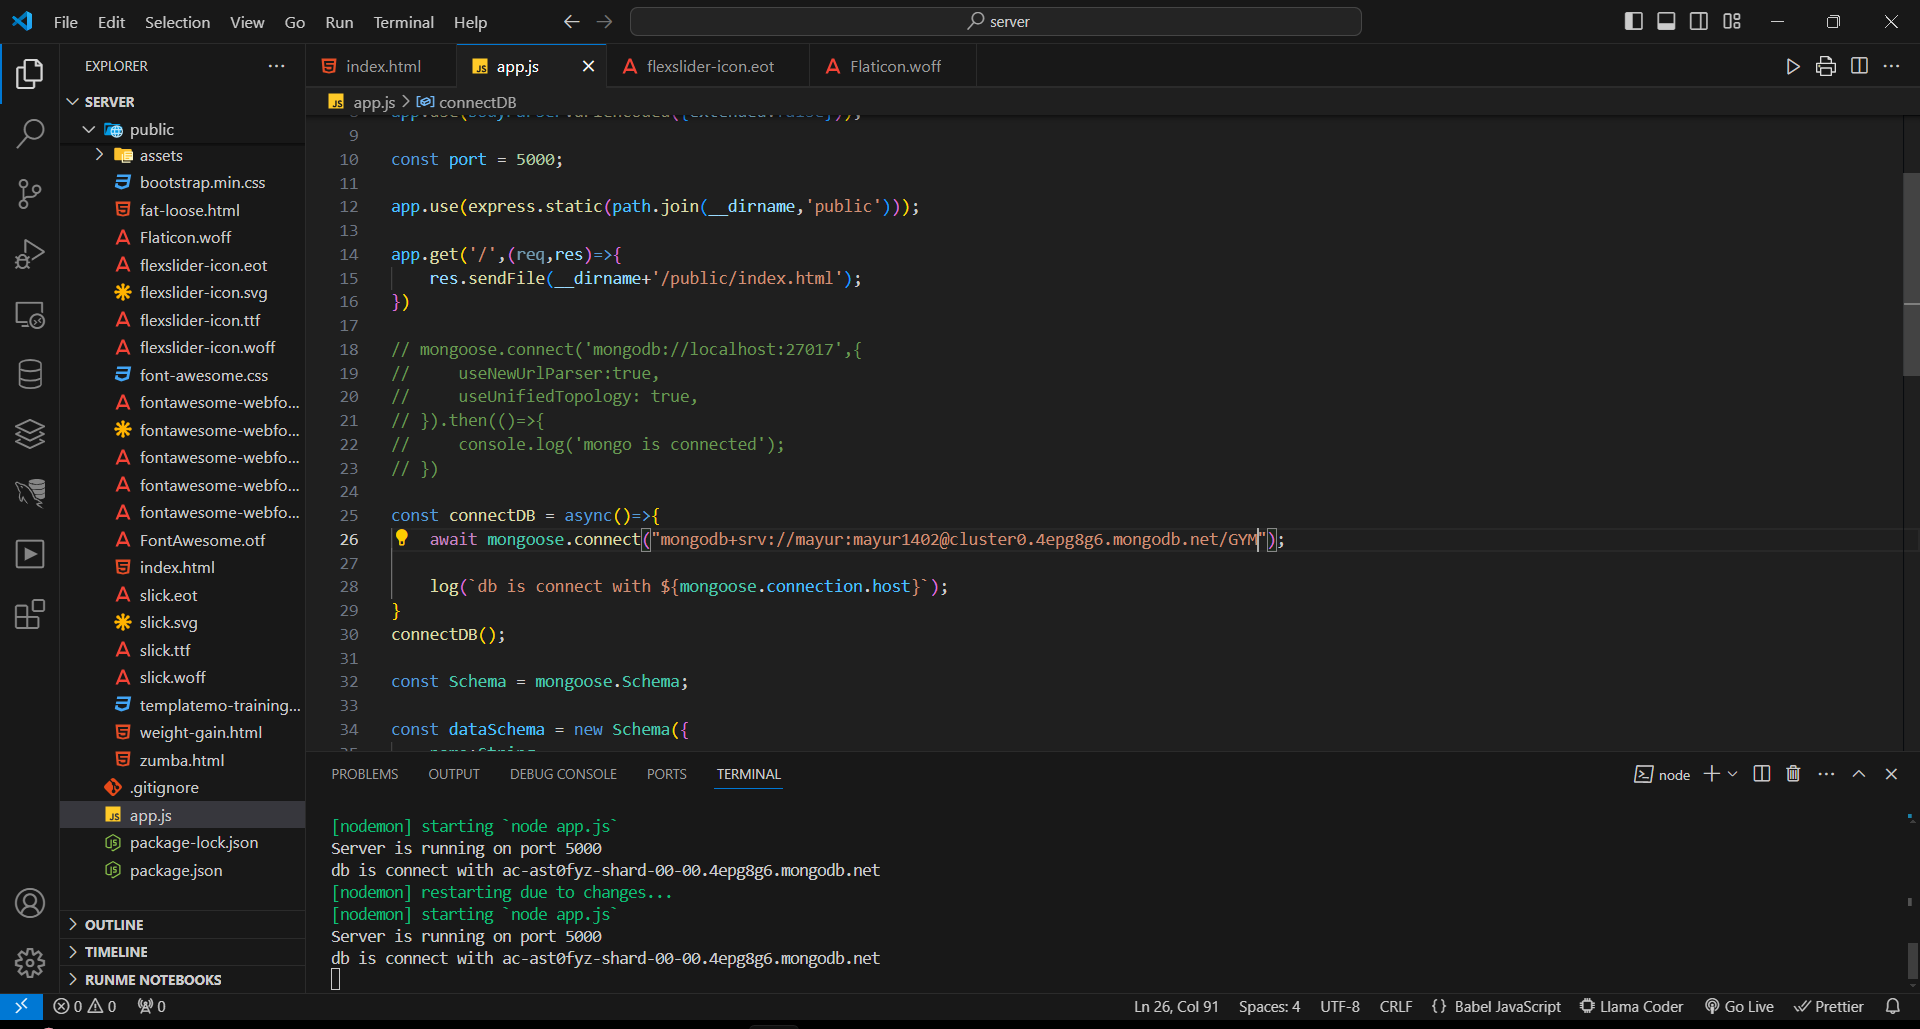 File Edit Selection View Go Run Terminal Help
server
EXPLORER
SERVER
public
assets
bootstrap.min.css
fat-loose.html
Flaticon.woff
flexslider-icon.eot
flexslider-icon.svg
flexslider-icon.ttf
flexslider-icon.woff
font-awesome.css
fontawesome-webfo...
fontawesome-webfo...
fontawesome-webfo...
fontawesome-webfo...
fontawesome-webfo...
FontAwesome.otf
index.html
slick.eot
slick.svg
slick.ttf
slick.woff
templatemo-training...
weight-gain.html
zumba.html
.gitignore
app.js
package-lock.json
package.json
OUTLINE
TIMELINE
RUNME NOTEBOOKS
index.html app.js flexslider-icon.eot Flaticon.woff
app.js > connectDB
9
10 const port = 5000;
11
12 app.use(express.static(path.join(__dirname,'public')));
13
14 app.get('/',(req,res)=>{
15 res.sendFile(__dirname+'/public/index.html');
16 })
17
18 // mongoose.connect('mongodb://localhost:27017',{
19 // useNewUrlParser:true,
20 // useUnifiedTopology: true,
21 // }).then(()=>{
22 // console.log('mongo is connected');
23 // })
24
25 const connectDB = async()=>{
26 await mongoose.connect("mongodb+srv://mayur:mayur1402@cluster0.4epg8g6.mongodb.net/GYM");
27
28 log(`db is connect with ${mongoose.connection.host}`);
29 }
30 connectDB();
31
32 const Schema = mongoose.Schema;
33
34 const dataSchema = new Schema({
PROBLEMS OUTPUT DEBUG CONSOLE PORTS TERMINAL
node
[nodemon] starting `node app.js`
Server is running on port 5000
db is connect with ac-ast0fyz-shard-00-00.4epg8g6.mongodb.net
[nodemon] restarting due to changes...
[nodemon] starting `node app.js`
Server is running on port 5000
db is connect with ac-ast0fyz-shard-00-00.4epg8g6.mongodb.net
0 0 0
Ln 26, Col 91 Spaces: 4 UTF-8 CRLF {} Babel JavaScript Llama Coder Go Live Prettier